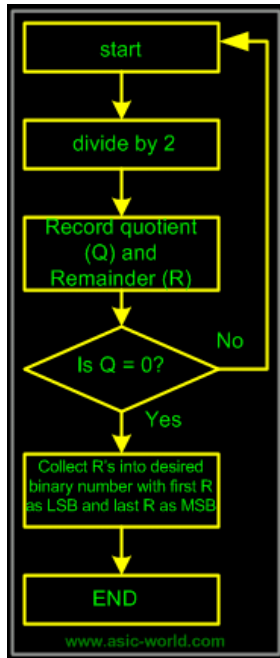 start
divide by 2
Record quotient
(Q) and
Remainder (R)
Is Q = 0?
No
Yes
Collect R's into desired
binary number with first R
as LSB and last R as MSB
END
www.asic-world.com